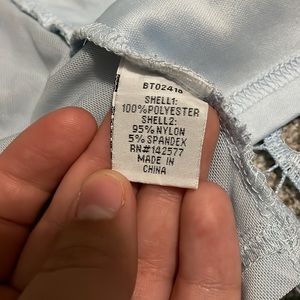 BT02418
SHELL1:
100%POLYESTER
SHELL2:
95%NYLON
5%SPANDEX
RN#142577
MADE IN
CHINA